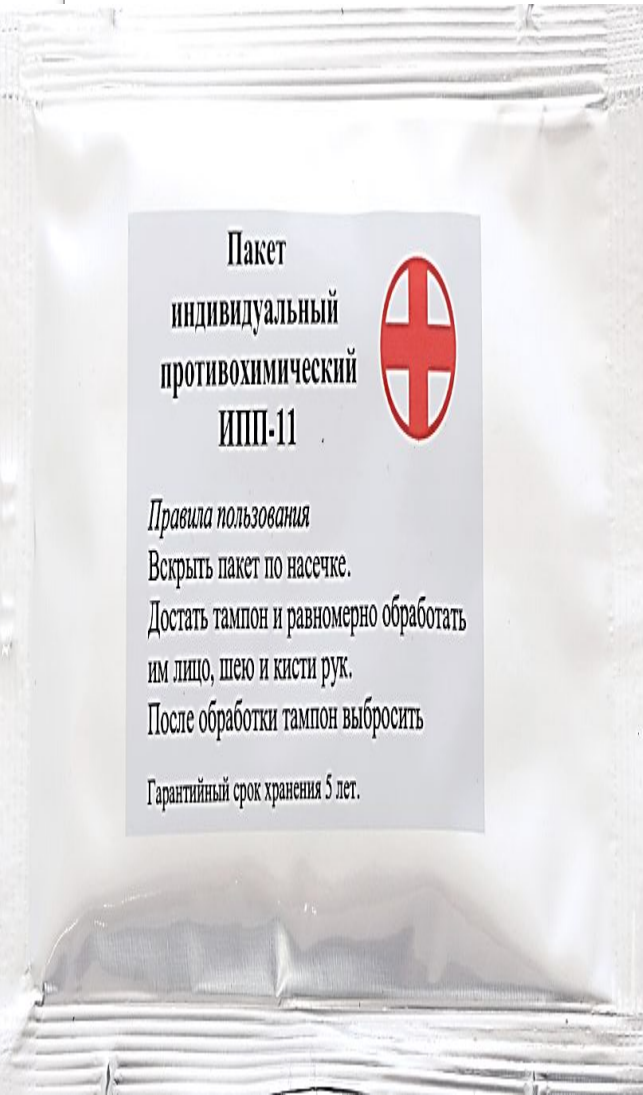 Пакет
индивидуальный
противохимический
ИПП-11
Правила пользования
Вскрыть пакет по насечке.
Достать тампон и равномерно обработать
им лицо, шею и кисти рук.
После обработки тампон выбросить
Гарантийный срок хранения 5 лет.